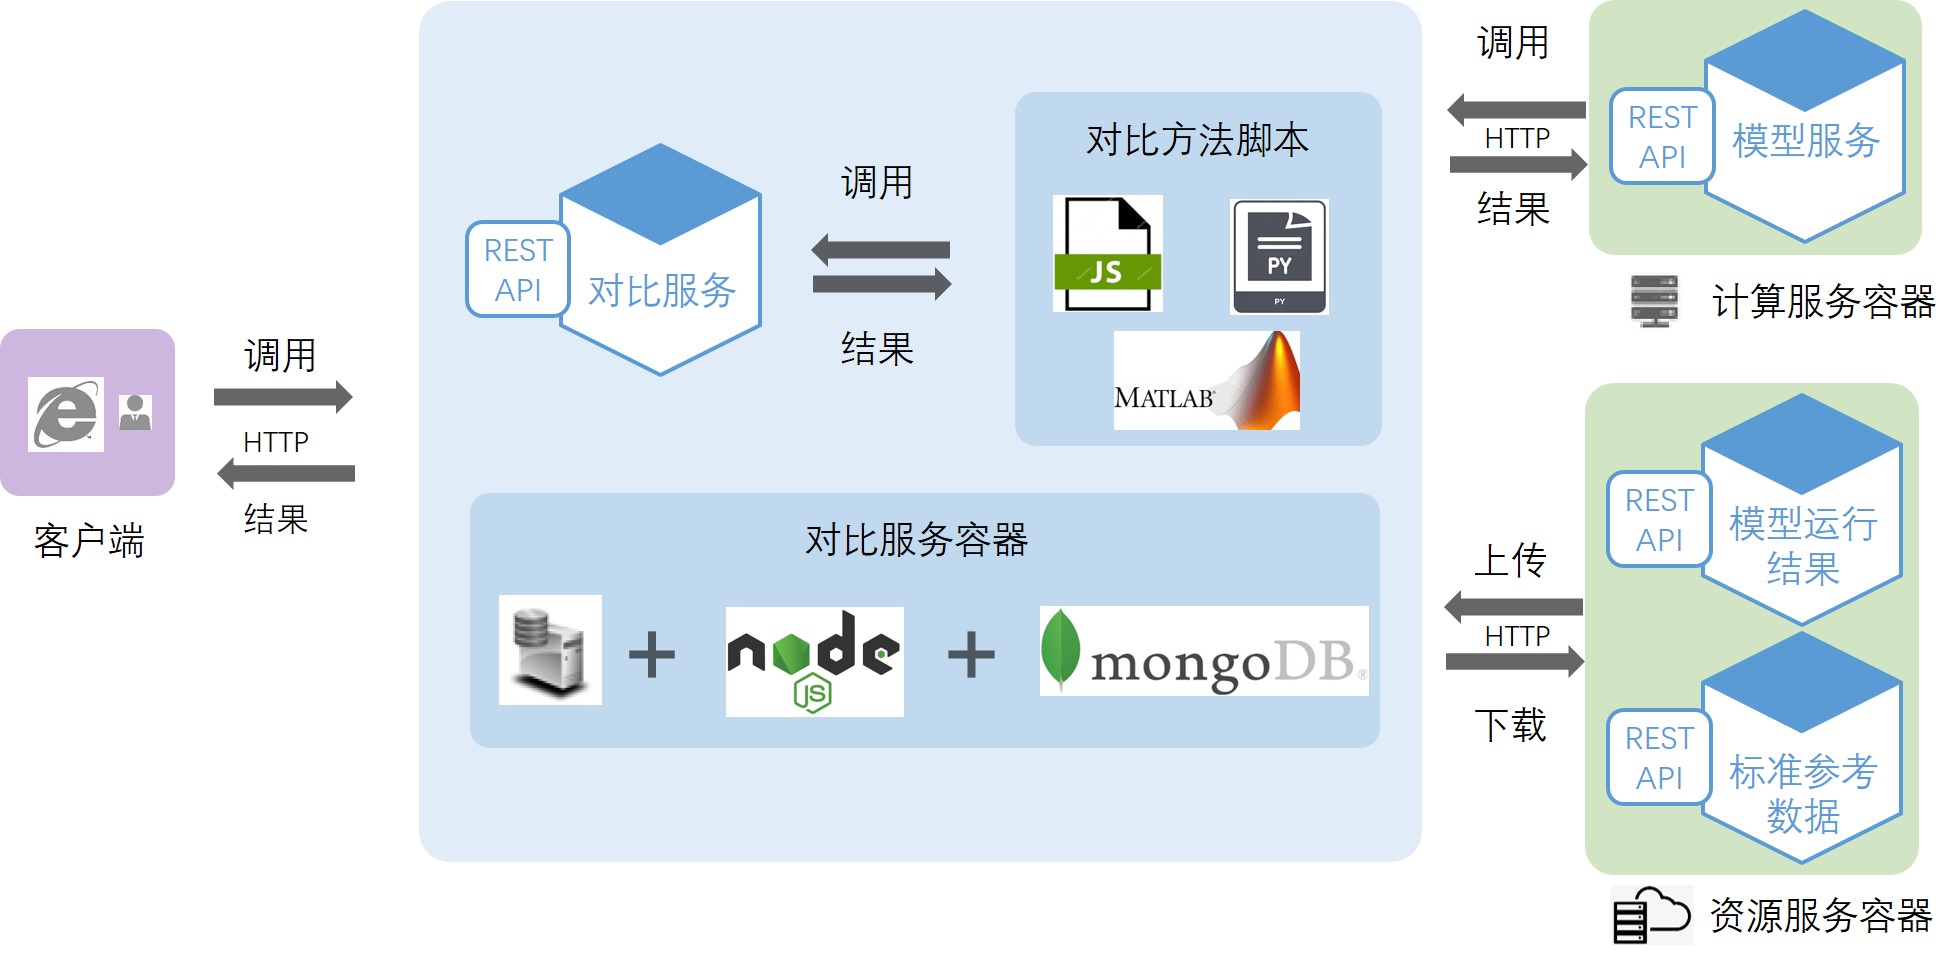 客户端
调用
HTTP
结果
REST
API
对比服务
调用
结果
对比方法脚本
JS
PY
PY
MATLAB
对比服务容器
node
JS
mongoDB®
调用
HTTP
结果
REST
API
模型服务
计算服务容器
上传
HTTP
下载
REST
API
模型运行
结果
REST
API
标准参考
数据
资源服务容器